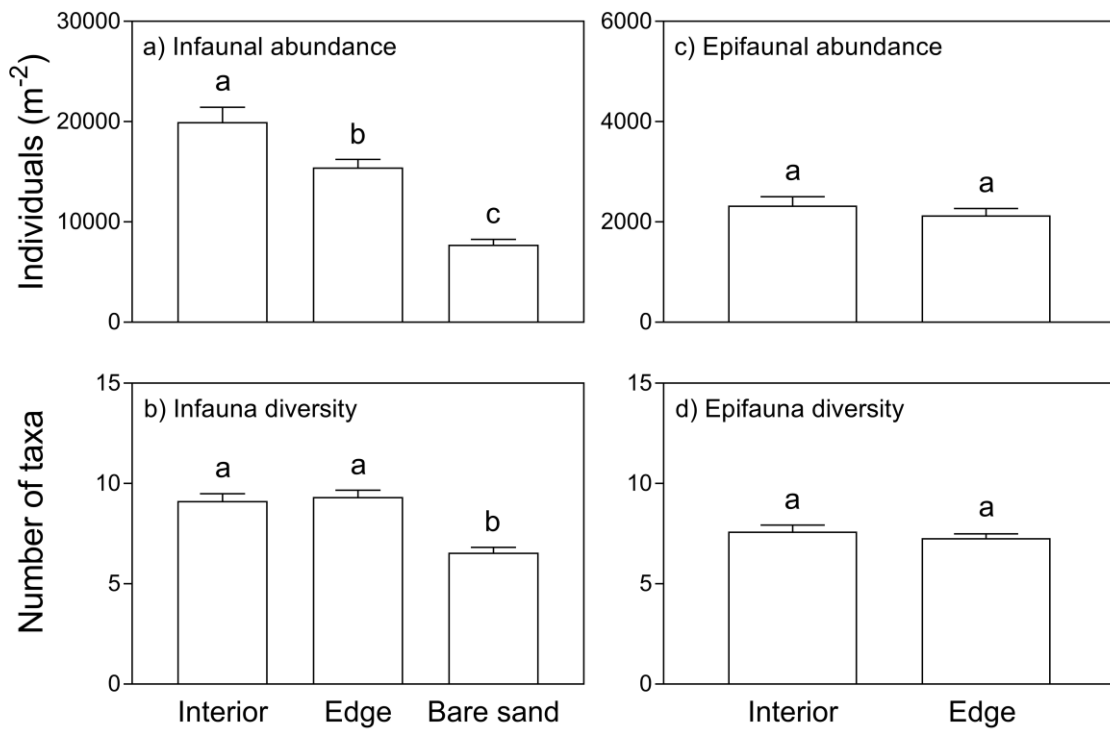 Individuals (m⁻²)
30000
20000
10000
0
a) Infaunal abundance
a
b
c
6000
4000
2000
0
c) Epifaunal abundance
a
a
Number of taxa
15
10
5
0
b) Infauna diversity
a
a
b
Interior Edge Bare sand
15
10
5
0
d) Epifauna diversity
a
a
Interior Edge